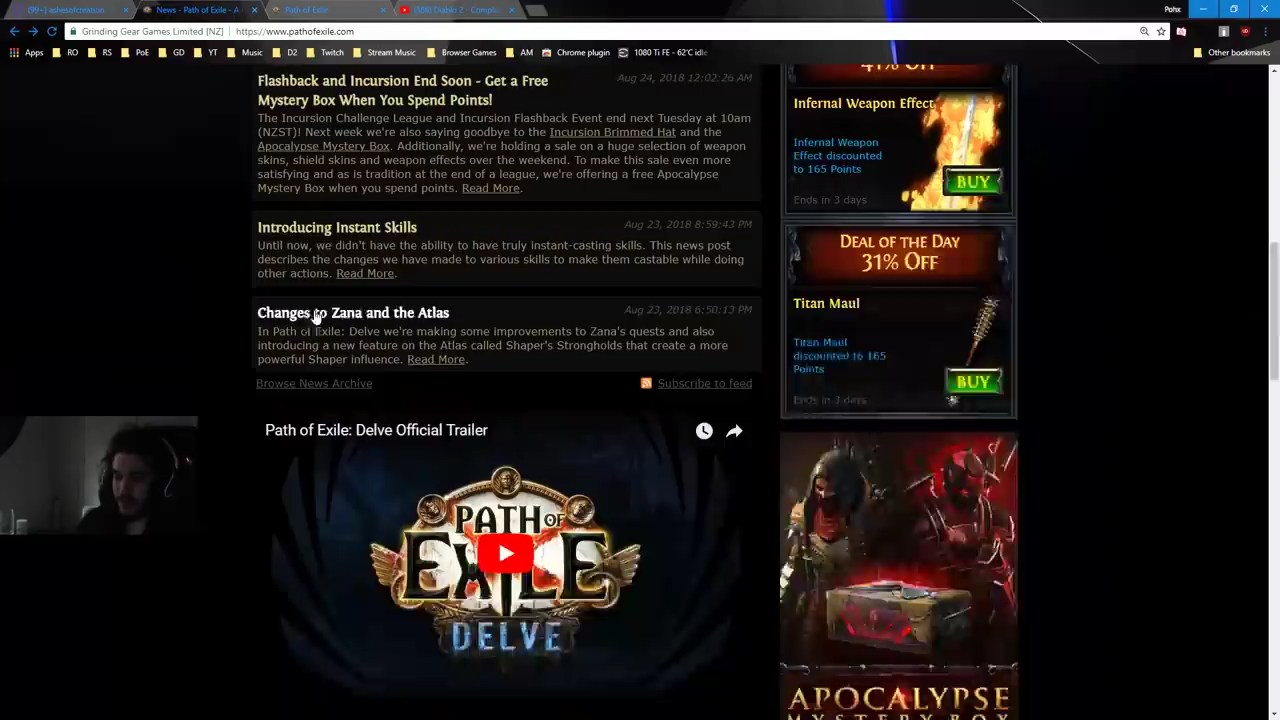 (99+) ashesofcreation
News - Path of Exile - A
Path of Exile
Pohx
Grinding Gear Games Limited [NZ] | https://www.pathofexile.com
Apps RO RS PoE GD YT Music D2 Twitch Stream Music Browser Games AM Chrome plugin 1080 Ti FE - 62°C idle Other bookmarks
Flashback and Incursion End Soon - Get a Free
Mystery Box When You Spend Points!
Aug 24, 2018 12:02:26 AM
The Incursion Challenge League and Incursion Flashback Event end next Tuesday at 10am
(NZST)! Next week we're also saying goodbye to the Incursion Brimmed Hat and the
Apocalypse Mystery Box. Additionally, we're holding a sale on a huge selection of weapon
skins, shield skins and weapon effects over the weekend. To make this sale even more
satisfying and as is tradition at the end of a league, we're offering a free Apocalypse
Mystery Box when you spend points. Read More.
Introducing Instant Skills
Aug 23, 2018 8:59:43 PM
Until now, we didn't have the ability to have truly instant-casting skills. This news post
describes the changes we have made to various skills to make them castable while doing
other actions. Read More.
Changes to Zana and the Atlas
Aug 23, 2018 6:50:13 PM
In Path of Exile: Delve we're making some improvements to Zana's quests and also
introducing a new feature on the Atlas called Shaper's Strongholds that create a more
powerful Shaper influence. Read More.
Browse News Archive
Subscribe to feed
Path of Exile: Delve Official Trailer
PATH OF
EXILE
DELVE
41% Off
Infernal Weapon Effect
Infernal Weapon
Effect discounted
to 165 Points
BUY
Ends in 3 days
Deal of the Day
31% Off
Titan Maul
Titan Maul
discounted to 165
Points
BUY
Ends in 3 days
APOCALYPSE
MYSTERY BOX